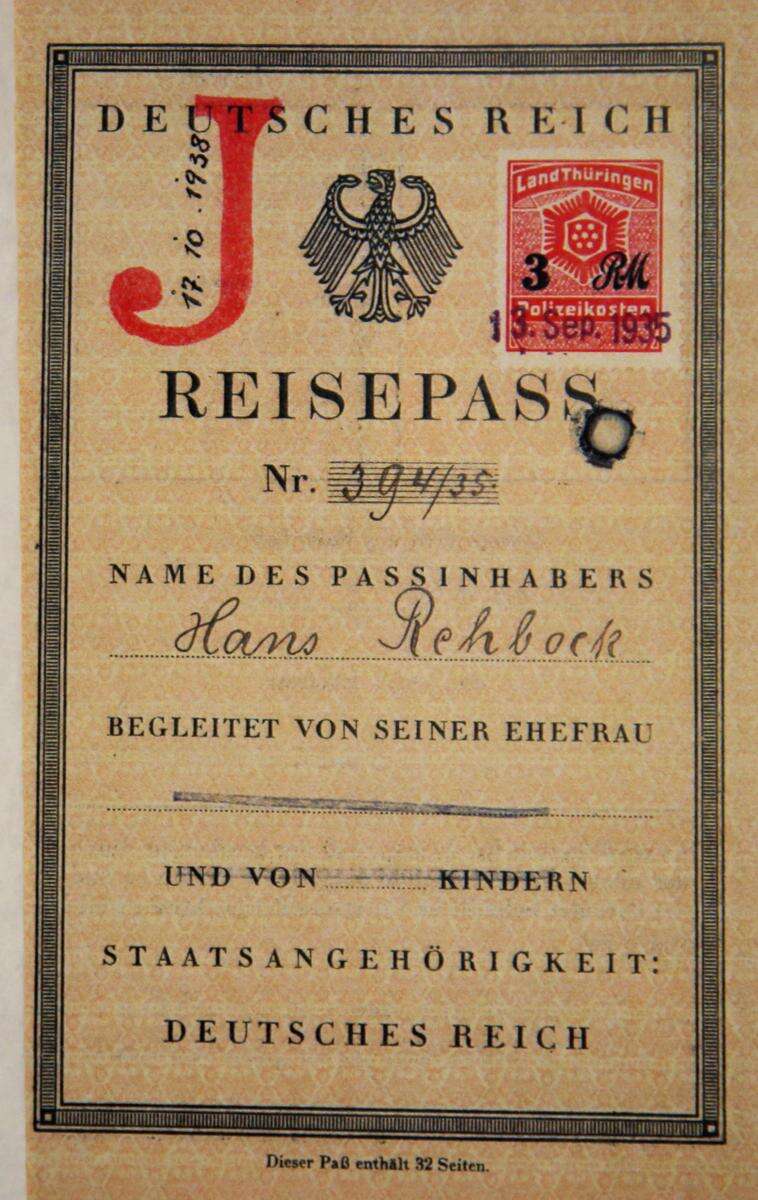 DEUTSCHES REICH
J
17.10.1938
Land Thüringen
3 RM
Polizeikosten
13. Sep. 1935
REISEPASS
Nr. 394/35.
NAME DES PASSINHABERS
Hans Rehbock
BEGLEITET VON SEINER EHEFRAU
UND VON KINDERN
STAATSANGEHÖRIGKEIT:
DEUTSCHES REICH
Dieser Paß enthält 32 Seiten.